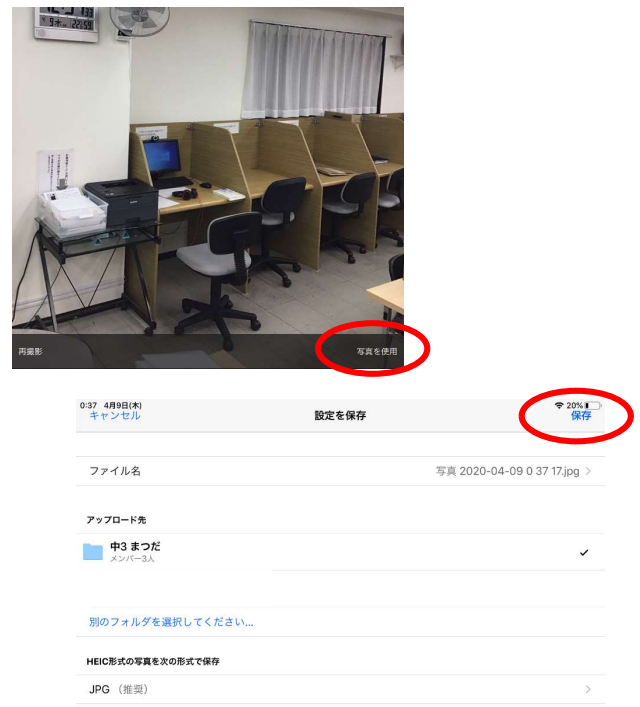 22:59
再撮影
写真を使用
0:37 4月9日(木)
20%
キャンセル
設定を保存
保存
ファイル名
写真 2020-04-09 0 37 17.jpg
アップロード先
中3 まつだ
メンバー3人
別のフォルダを選択してください...
HEIC形式の写真を次の形式で保存
JPG (推奨)